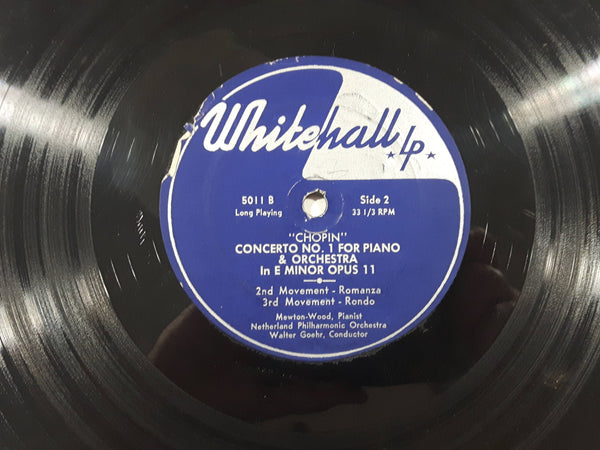 Whitehall
★ LP ★
5011 B Side 2
Long Playing 33 1/3 RPM
"CHOPIN"
CONCERTO NO. 1 FOR PIANO
& ORCHESTRA
In E MINOR OPUS 11
2nd Movement - Romanza
3rd Movement - Rondo
Mewton-Wood, Pianist
Netherland Philharmonic Orchestra
Walter Goehr, Conductor